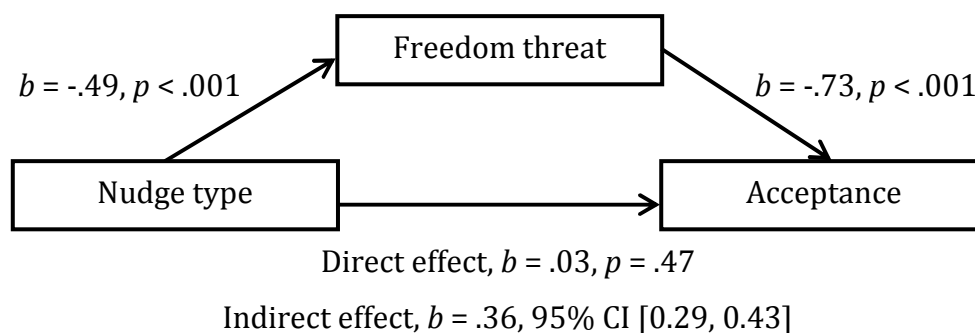 Freedom threat
b = -.49, p < .001
b = -.73, p < .001
Nudge type
Acceptance
Direct effect, b = .03, p = .47
Indirect effect, b = .36, 95% CI [0.29, 0.43]